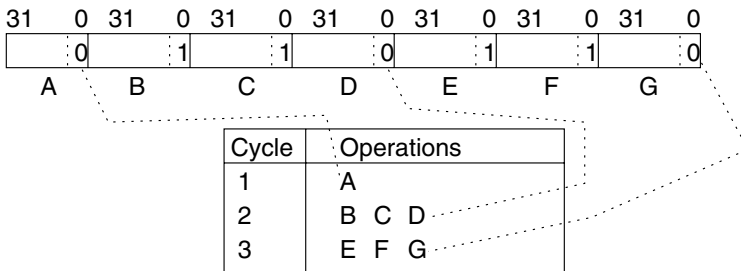 31 0 31 0 31 0 31 0 31 0 31 0 31 0
0 1 1 0 1 1 0
A B C D E F G
Cycle Operations
1 A
2 B C D
3 E F G